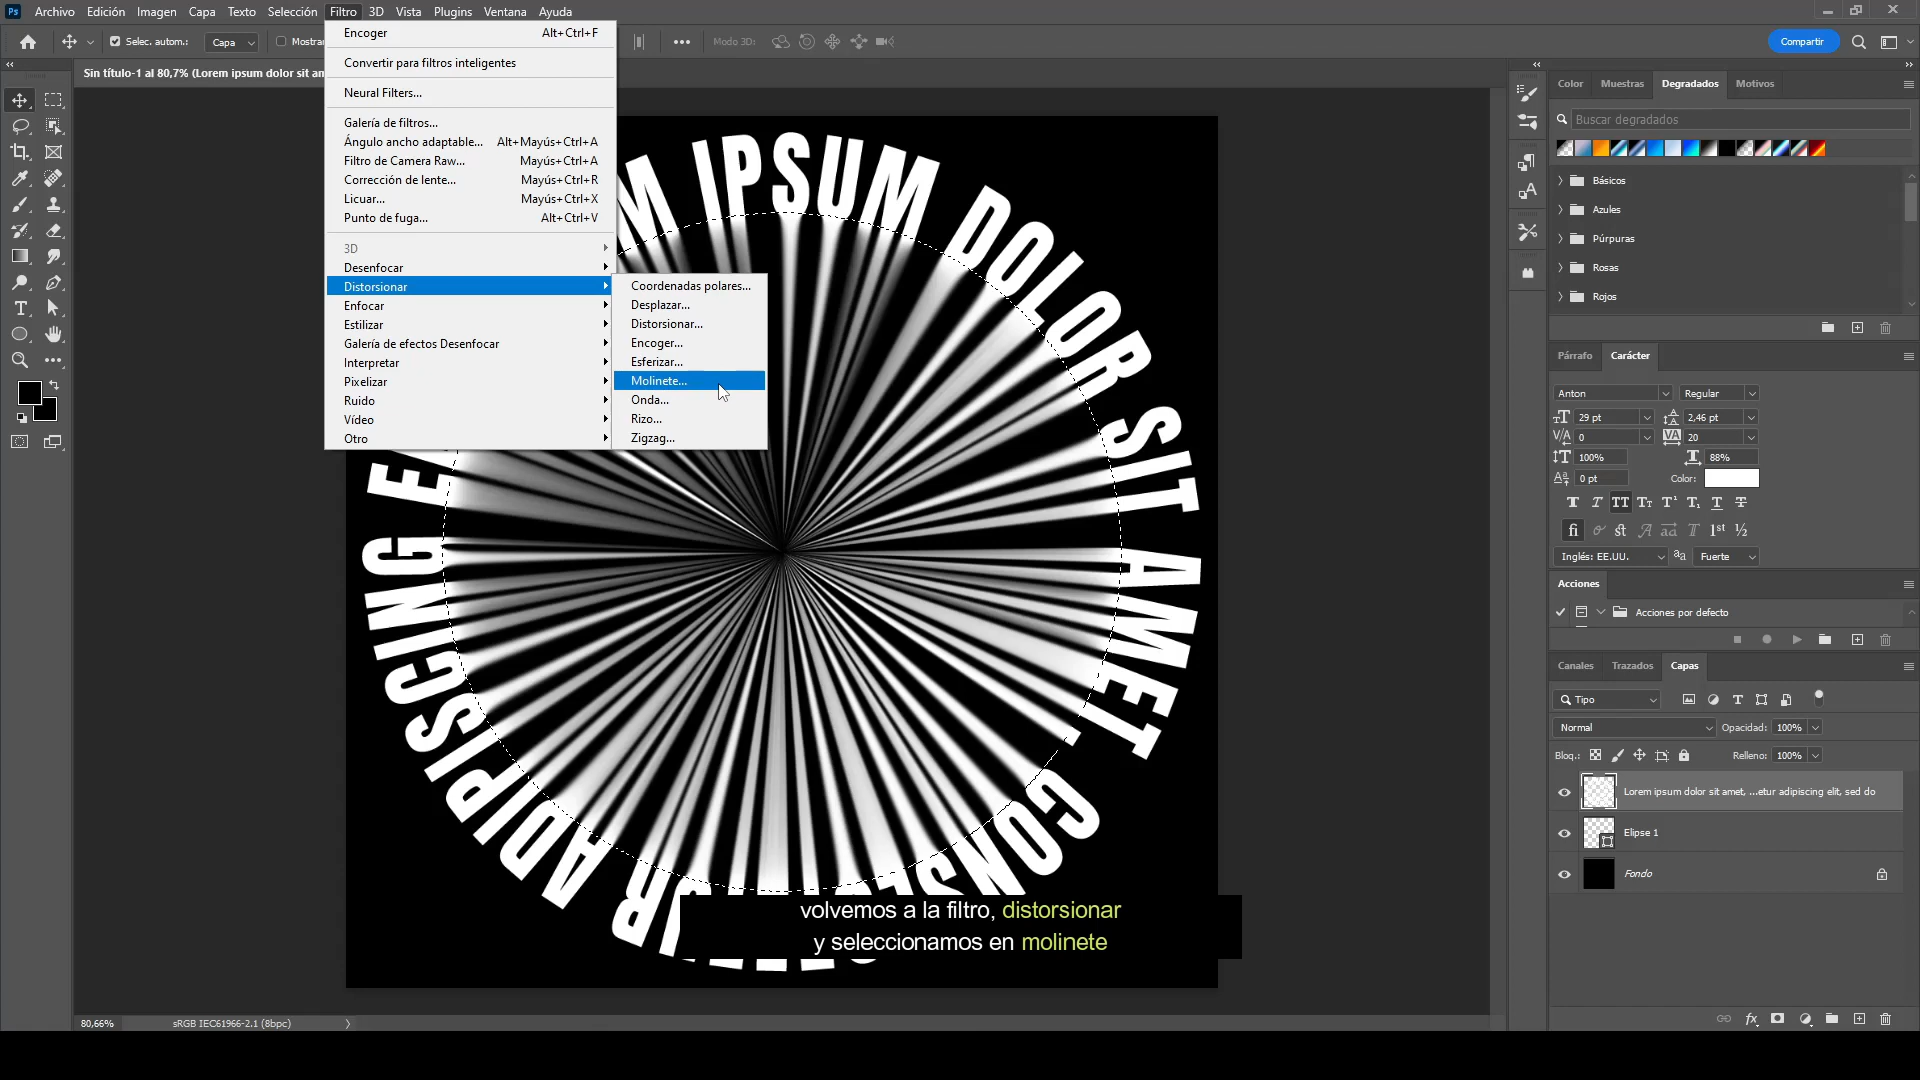 Ps Archivo Edición Imagen Capa Texto Selección Filtro 3D Vista Plugins Ventana Ayuda
Selec. autom.: Capa Mostrar
Modo 3D:
Compartir
Sin título-1 al 80,7% (Lorem ipsum dolor sit am
Encoger Alt+Ctrl+F
Convertir para filtros inteligentes
Neural Filters...
Galería de filtros...
Ángulo ancho adaptable... Alt+Mayús+Ctrl+A
Filtro de Camera Raw... Mayús+Ctrl+A
Corrección de lente... Mayús+Ctrl+R
Licuar... Mayús+Ctrl+X
Punto de fuga... Alt+Ctrl+V
3D
Desenfocar
Distorsionar
Enfocar
Estilizar
Galería de efectos Desenfocar
Interpretar
Pixelizar
Ruido
Vídeo
Otro
Coordenadas polares...
Desplazar...
Distorsionar...
Encoger...
Esferizar...
Molinete...
Onda...
Rizo...
Zigzag...
M IPSUM DOLOR SIT AMET, CONSE
UR ADIPISCING E
volvemos a la filtro, distorsionar
y seleccionamos en molinete
80,66% sRGB IEC61966-2.1 (8bpc)
Color Muestras Degradados Motivos
Buscar degradados
Básicos
Azules
Púrpuras
Rosas
Rojos
Párrafo Carácter
Anton Regular
29 pt 2,46 pt
0 20
100% 88%
0 pt Color:
Inglés: EE.UU. aa Fuerte
Acciones
Acciones por defecto
Canales Trazados Capas
Tipo
Normal Opacidad: 100%
Bloq.: Relleno: 100%
Lorem ipsum dolor sit amet, ...etur adipiscing elit, sed do
Elipse 1
Fondo